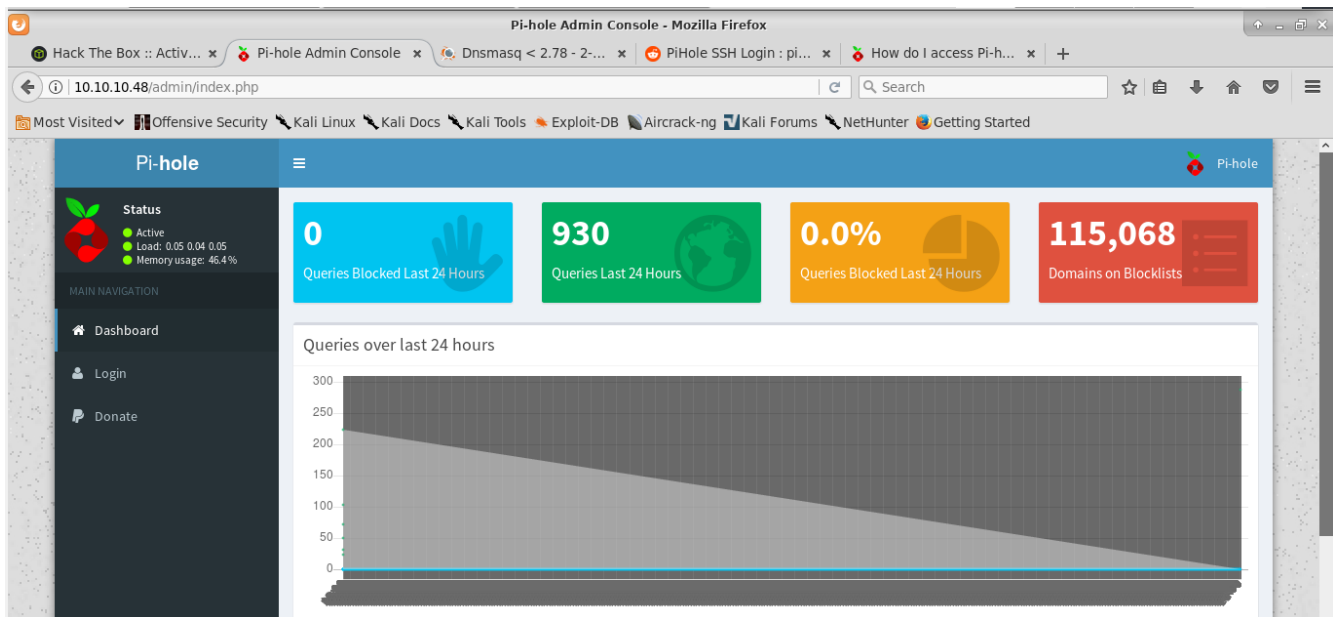 Pi-hole Admin Console - Mozilla Firefox
Hack The Box :: Activ... Pi-hole Admin Console Dnsmasq < 2.78 - 2-... PiHole SSH Login : pi... How do I access Pi-h...
10.10.10.48/admin/index.php Search
Most Visited Offensive Security Kali Linux Kali Docs Kali Tools Exploit-DB Aircrack-ng Kali Forums NetHunter Getting Started
Pi-hole Pi-hole
Status
Active
Load: 0.05 0.04 0.05
Memory usage: 46.4 %
MAIN NAVIGATION
Dashboard
Login
Donate
0
Queries Blocked Last 24 Hours
930
Queries Last 24 Hours
0.0%
Queries Blocked Last 24 Hours
115,068
Domains on Blocklists
Queries over last 24 hours
300
250
200
150
100
50
0